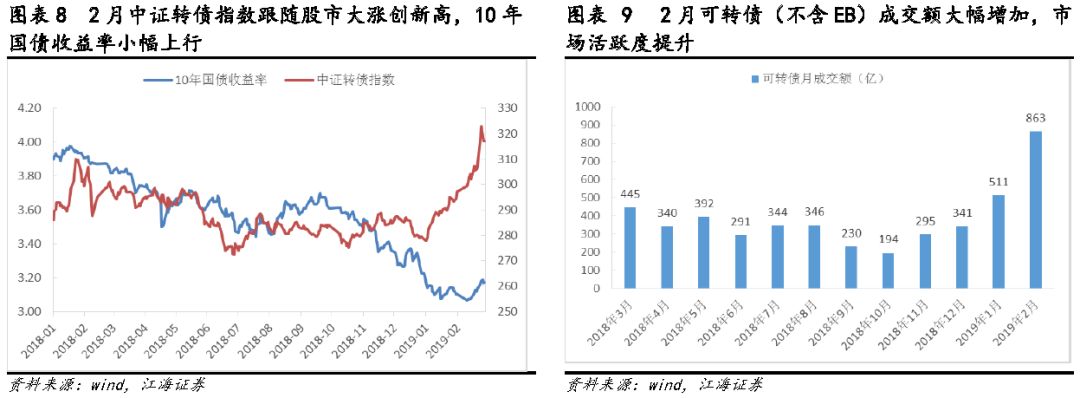 图表 8 2 月中证转债指数跟随股市大涨创新高，10 年
国债收益率小幅上行
10年国债收益率 中证转债指数
4.20
4.00
3.80
3.60
3.40
3.20
3.00
330
320
310
300
290
280
270
260
250
2018-01
2018-02
2018-03
2018-04
2018-05
2018-06
2018-07
2018-08
2018-09
2018-10
2018-11
2018-12
2019-01
2019-02
资料来源：wind，江海证券
图表 9 2 月可转债（不含 EB）成交额大幅增加，市
场活跃度提升
可转债月成交额（亿）
1000
900
800
700
600
500
400
300
200
100
0
445
340
392
291
344
346
230
194
295
341
511
863
2018年3月
2018年4月
2018年5月
2018年6月
2018年7月
2018年8月
2018年9月
2018年10月
2018年11月
2018年12月
2019年1月
2019年2月
资料来源：wind，江海证券